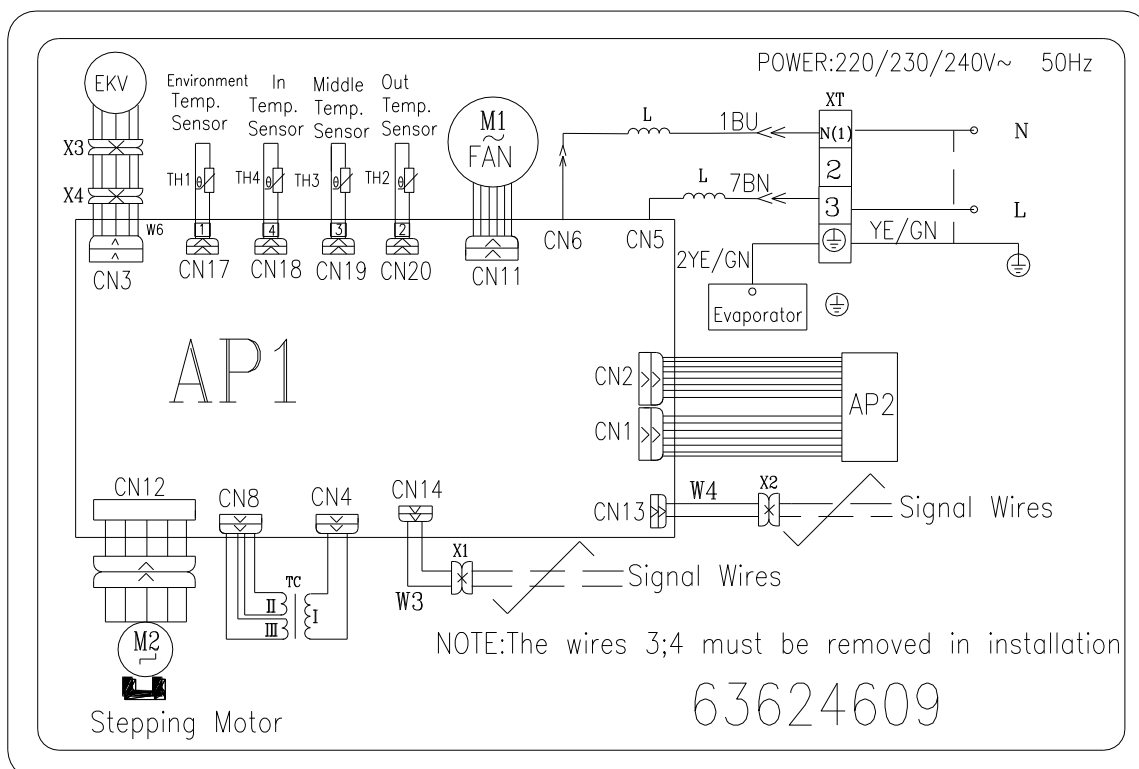 POWER:220/230/240V~ 50Hz
EKV
Environment Temp. Sensor
In Temp. Sensor
Middle Temp. Sensor
Out Temp. Sensor
M1
~
FAN
X3
X4
TH1
θ
TH4
θ
TH3
θ
TH2
θ
L
1BU
XT
N(1)
N
2
L
7BN
3
L
W6
1
4
3
2
CN3
CN17
CN18
CN19
CN20
CN11
CN6
CN5
YE/GN
2YE/GN
Evaporator
AP1
CN2
CN1
AP2
CN12
CN8
CN4
CN14
CN13
W4
X2
Signal Wires
X1
W3
Signal Wires
TC
II
III
I
M2
~
Stepping Motor
NOTE:The wires 3;4 must be removed in installation
63624609